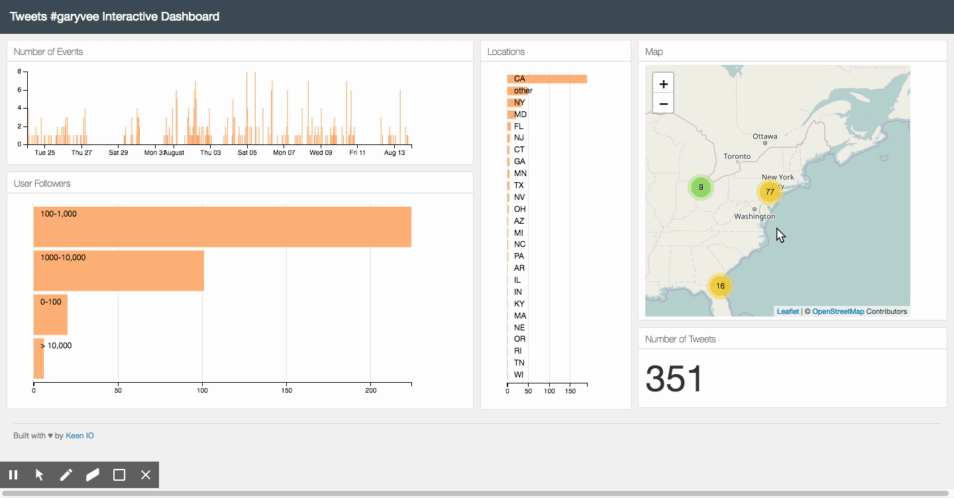 Tweets #garyvee Interactive Dashboard
Number of Events
8
6
4
2
0
Tue 25 Thu 27 Sat 29 Mon 31 August Thu 03 Sat 05 Mon 07 Wed 09 Fri 11 Aug 13
User Followers
100-1,000
1000-10,000
0-100
> 10,000
0 50 100 150 200
Locations
CA
other
NY
MD
FL
NJ
CT
GA
MN
TX
NV
OH
AZ
MI
NC
PA
AR
IL
IN
KY
MA
NE
OR
RI
TN
WI
0 50 100 150
Map
+
−
Ottawa
Toronto
New York
9
77
Washington
16
Leaflet | © OpenStreetMap Contributors
Number of Tweets
351
Built with ♥ by Keen IO